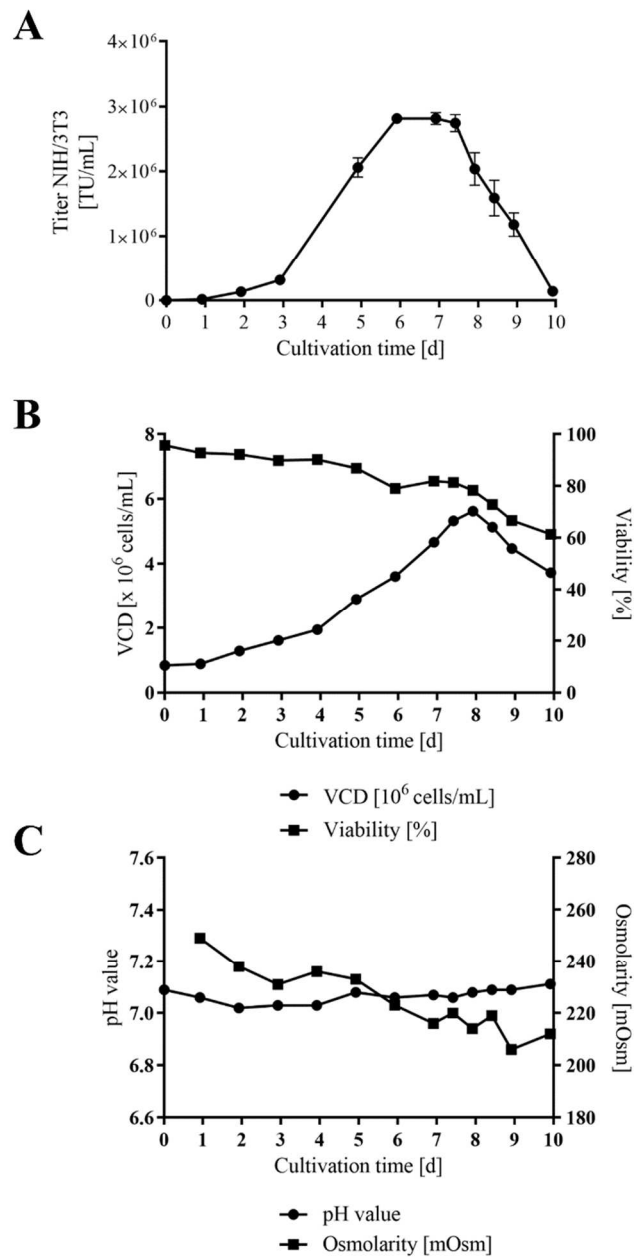 A
4×10⁶
3×10⁶
2×10⁶
1×10⁶
0
Titer NIH/3T3
[TU/mL]
0 1 2 3 4 5 6 7 8 9 10
Cultivation time [d]
B
8
6
4
2
0
VCD [x 10⁶ cells/mL]
100
80
60
40
20
0
Viability [%]
0 1 2 3 4 5 6 7 8 9 10
Cultivation time [d]
VCD [10⁶ cells/mL]
Viability [%]
C
7.6
7.4
7.2
7.0
6.8
6.6
pH value
280
260
240
220
200
180
Osmolarity [mOsm]
0 1 2 3 4 5 6 7 8 9 10
Cultivation time [d]
pH value
Osmolarity [mOsm]